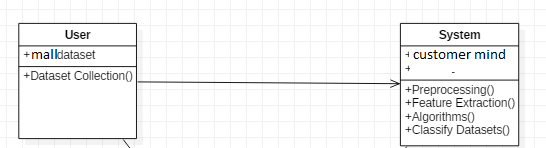 User
+malldataset
+Dataset Collection()
System
+ customer mind
+ -
+Preprocessing()
+Feature Extraction()
+Algorithms()
+Classify Datasets()